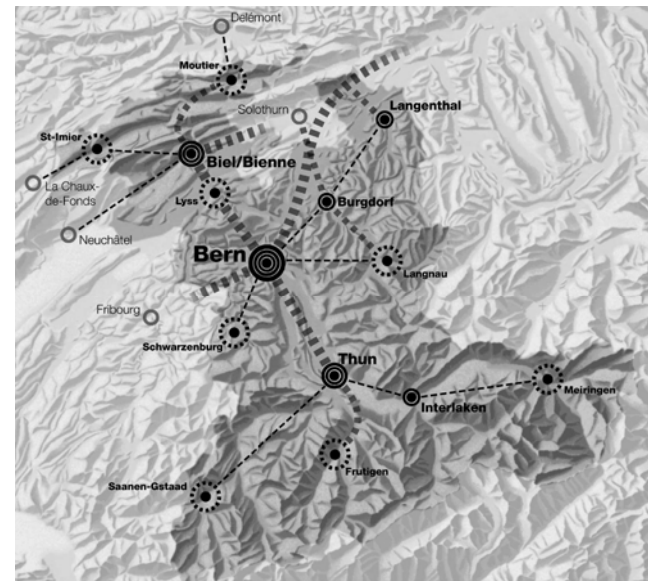 Delémont
Moutier
Solothurn
Langenthal
St-Imier
Biel/Bienne
La Chaux-
de-Fonds
Lyss
Burgdorf
Neuchâtel
Bern
Langnau
Fribourg
Schwarzenburg
Thun
Interlaken
Meiringen
Saanen-Gstaad
Frutigen